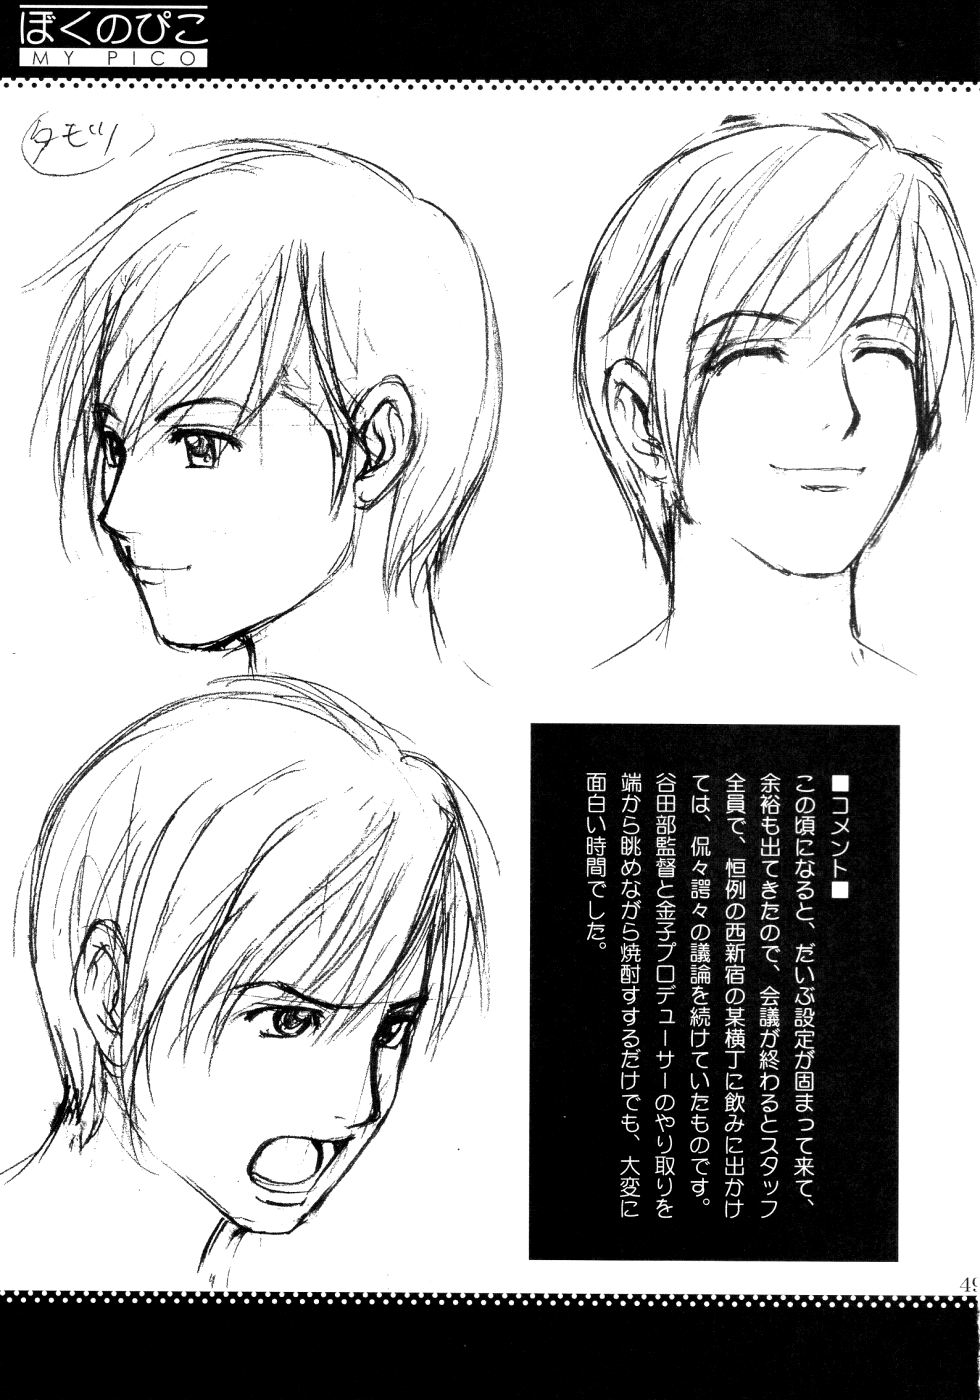 ぼくのぴこ
MY PICO
タモツ
■コメント■
この頃になると、だいぶ設定が固まって来て、
余裕も出てきたので、会議が終わるとスタッフ
全員で、恒例の西新宿の某横丁に飲みに出かけ
ては、侃々諤々の議論を続けていたものです。
谷田部監督と金子プロデューサーのやり取りを
端から眺めながら焼酎すするだけでも、大変に
面白い時間でした。